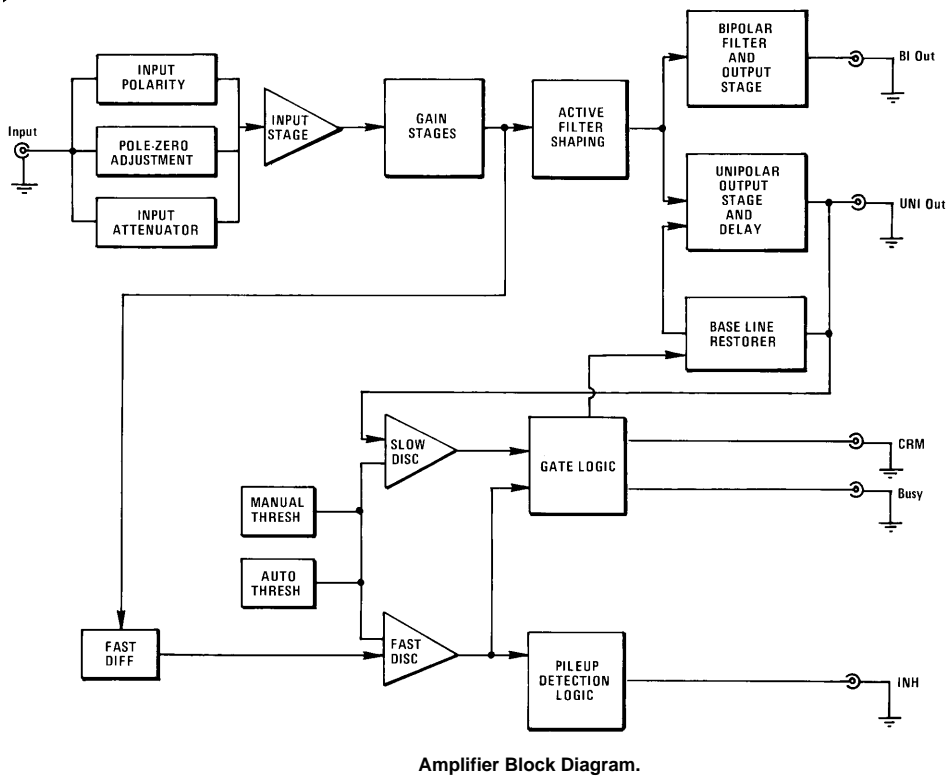 INPUT
POLARITY
POLE-ZERO
ADJUSTMENT
INPUT
ATTENUATOR
Input
INPUT
STAGE
GAIN
STAGES
ACTIVE
FILTER
SHAPING
BIPOLAR
FILTER
AND
OUTPUT
STAGE
BI Out
UNIPOLAR
OUTPUT
STAGE
AND
DELAY
UNI Out
BASE LINE
RESTORER
SLOW
DISC
GATE LOGIC
CRM
Busy
MANUAL
THRESH
AUTO
THRESH
FAST
DIFF
FAST
DISC
PILEUP
DETECTION
LOGIC
INH
Amplifier Block Diagram.